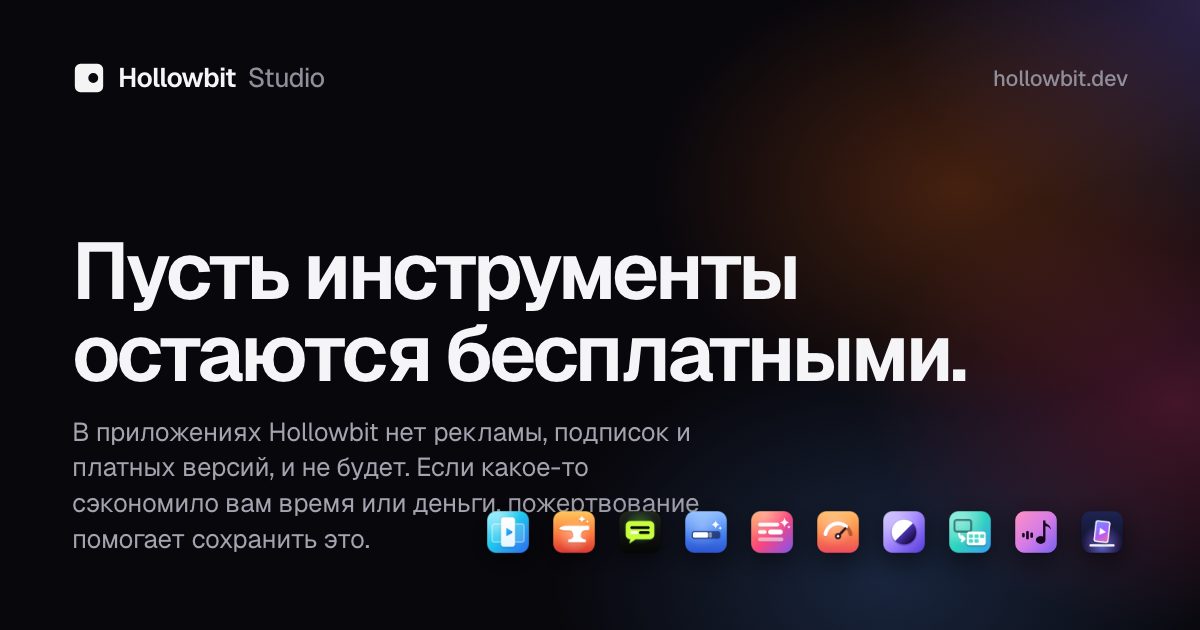 Hollowbit Studio
hollowbit.dev
Пусть инструменты
остаются бесплатными.
В приложениях Hollowbit нет рекламы, подписок и
платных версий, и не будет. Если какое-то
сэкономило вам время или деньги, пожертвование
помогает сохранить это.